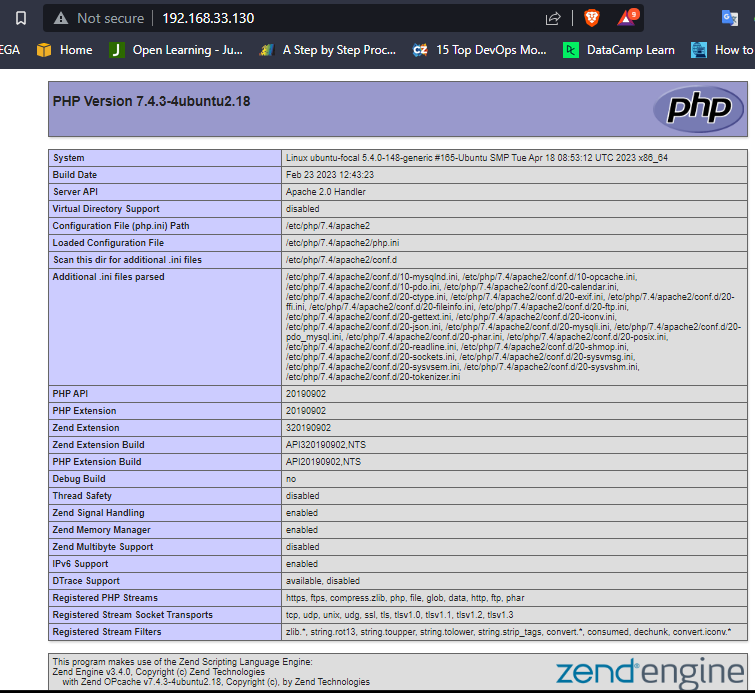 Not secure 192.168.33.130 9
EGA Home J Open Learning - Ju... A Step by Step Proc... CZ 15 Top DevOps Mo... DataCamp Learn How to
PHP Version 7.4.3-4ubuntu2.18 php
System Linux ubuntu-focal 5.4.0-148-generic #165-Ubuntu SMP Tue Apr 18 08:53:12 UTC 2023 x86_64
Build Date Feb 23 2023 12:43:23
Server API Apache 2.0 Handler
Virtual Directory Support disabled
Configuration File (php.ini) Path /etc/php/7.4/apache2
Loaded Configuration File /etc/php/7.4/apache2/php.ini
Scan this dir for additional .ini files /etc/php/7.4/apache2/conf.d
Additional .ini files parsed /etc/php/7.4/apache2/conf.d/10-mysqlnd.ini, /etc/php/7.4/apache2/conf.d/10-opcache.ini,
/etc/php/7.4/apache2/conf.d/10-pdo.ini, /etc/php/7.4/apache2/conf.d/20-calendar.ini,
/etc/php/7.4/apache2/conf.d/20-ctype.ini, /etc/php/7.4/apache2/conf.d/20-exif.ini, /etc/php/7.4/apache2/conf.d/20-
ffi.ini, /etc/php/7.4/apache2/conf.d/20-fileinfo.ini, /etc/php/7.4/apache2/conf.d/20-ftp.ini,
/etc/php/7.4/apache2/conf.d/20-gettext.ini, /etc/php/7.4/apache2/conf.d/20-iconv.ini,
/etc/php/7.4/apache2/conf.d/20-json.ini, /etc/php/7.4/apache2/conf.d/20-mysqli.ini, /etc/php/7.4/apache2/conf.d/20-
pdo_mysql.ini, /etc/php/7.4/apache2/conf.d/20-phar.ini, /etc/php/7.4/apache2/conf.d/20-posix.ini,
/etc/php/7.4/apache2/conf.d/20-readline.ini, /etc/php/7.4/apache2/conf.d/20-shmop.ini,
/etc/php/7.4/apache2/conf.d/20-sockets.ini, /etc/php/7.4/apache2/conf.d/20-sysvmsg.ini,
/etc/php/7.4/apache2/conf.d/20-sysvsem.ini, /etc/php/7.4/apache2/conf.d/20-sysvshm.ini,
/etc/php/7.4/apache2/conf.d/20-tokenizer.ini
PHP API 20190902
PHP Extension 20190902
Zend Extension 320190902
Zend Extension Build API320190902,NTS
PHP Extension Build API20190902,NTS
Debug Build no
Thread Safety disabled
Zend Signal Handling enabled
Zend Memory Manager enabled
Zend Multibyte Support disabled
IPv6 Support enabled
DTrace Support available, disabled
Registered PHP Streams https, ftps, compress.zlib, php, file, glob, data, http, ftp, phar
Registered Stream Socket Transports tcp, udp, unix, udg, ssl, tls, tlsv1.0, tlsv1.1, tlsv1.2, tlsv1.3
Registered Stream Filters zlib.*, string.rot13, string.toupper, string.tolower, string.strip_tags, convert.*, consumed, dechunk, convert.iconv.*
This program makes use of the Zend Scripting Language Engine:
Zend Engine v3.4.0, Copyright (c) Zend Technologies
with Zend OPcache v7.4.3-4ubuntu2.18, Copyright (c), by Zend Technologies
zend engine